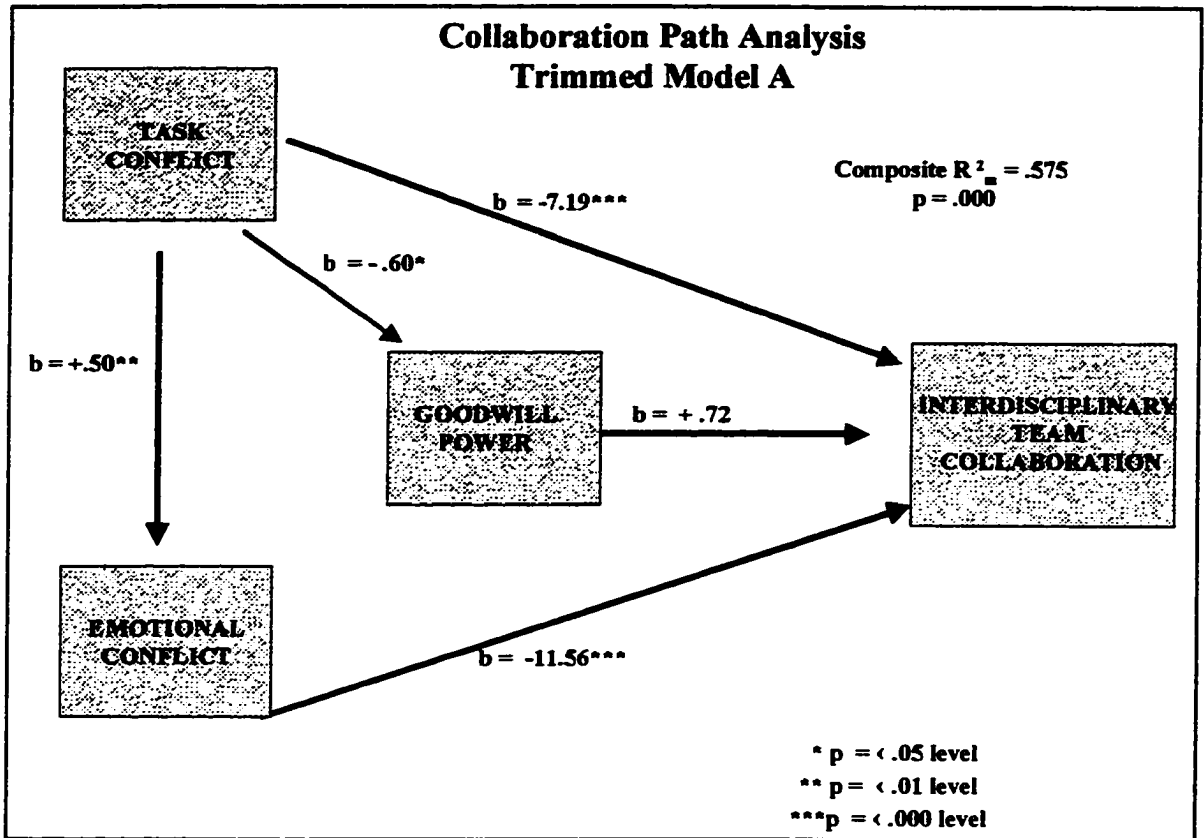 Collaboration Path Analysis
Trimmed Model A
TASK
CONFLICT
Composite R²₌ = .575
p = .000
b = -7.19***
b = -.60*
b = +.50**
GOODWILL
POWER
b = + .72
INTERDISCIPLINARY
TEAM
COLLABORATION
EMOTIONAL
CONFLICT
b = -11.56***
* p = < .05 level
** p = < .01 level
***p = < .000 level